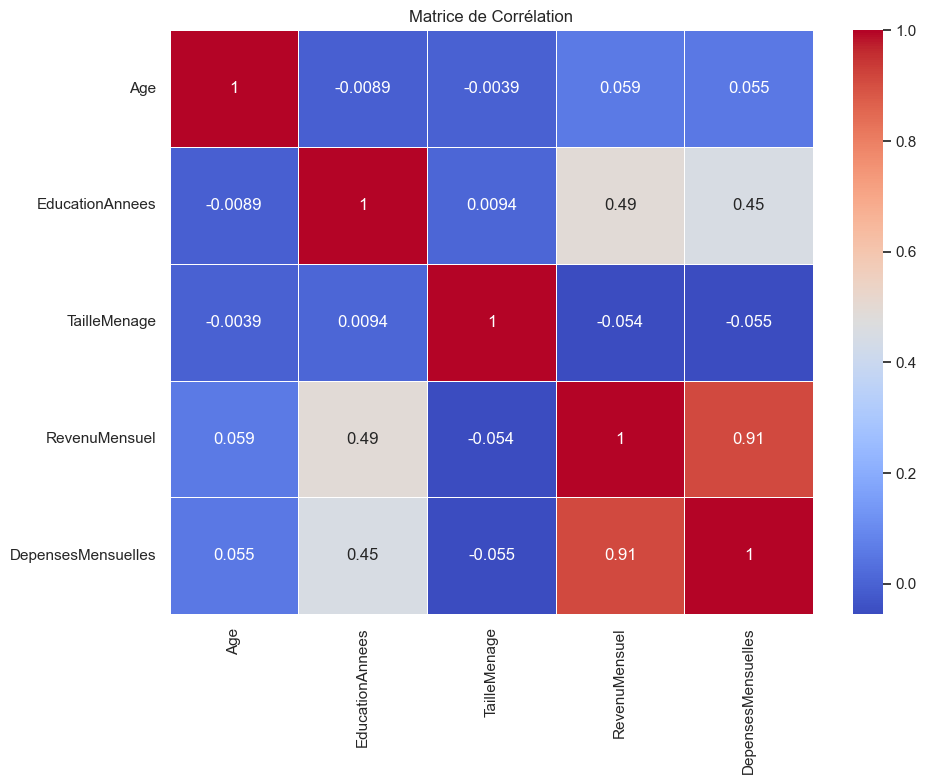 Matrice de Corrélation
Age
1
-0.0089
-0.0039
0.059
0.055
EducationAnnees
-0.0089
1
0.0094
0.49
0.45
TailleMenage
-0.0039
0.0094
1
-0.054
-0.055
RevenuMensuel
0.059
0.49
-0.054
1
0.91
DepensesMensuelles
0.055
0.45
-0.055
0.91
1
Age
EducationAnnees
TailleMenage
RevenuMensuel
DepensesMensuelles
1.0
0.8
0.6
0.4
0.2
0.0